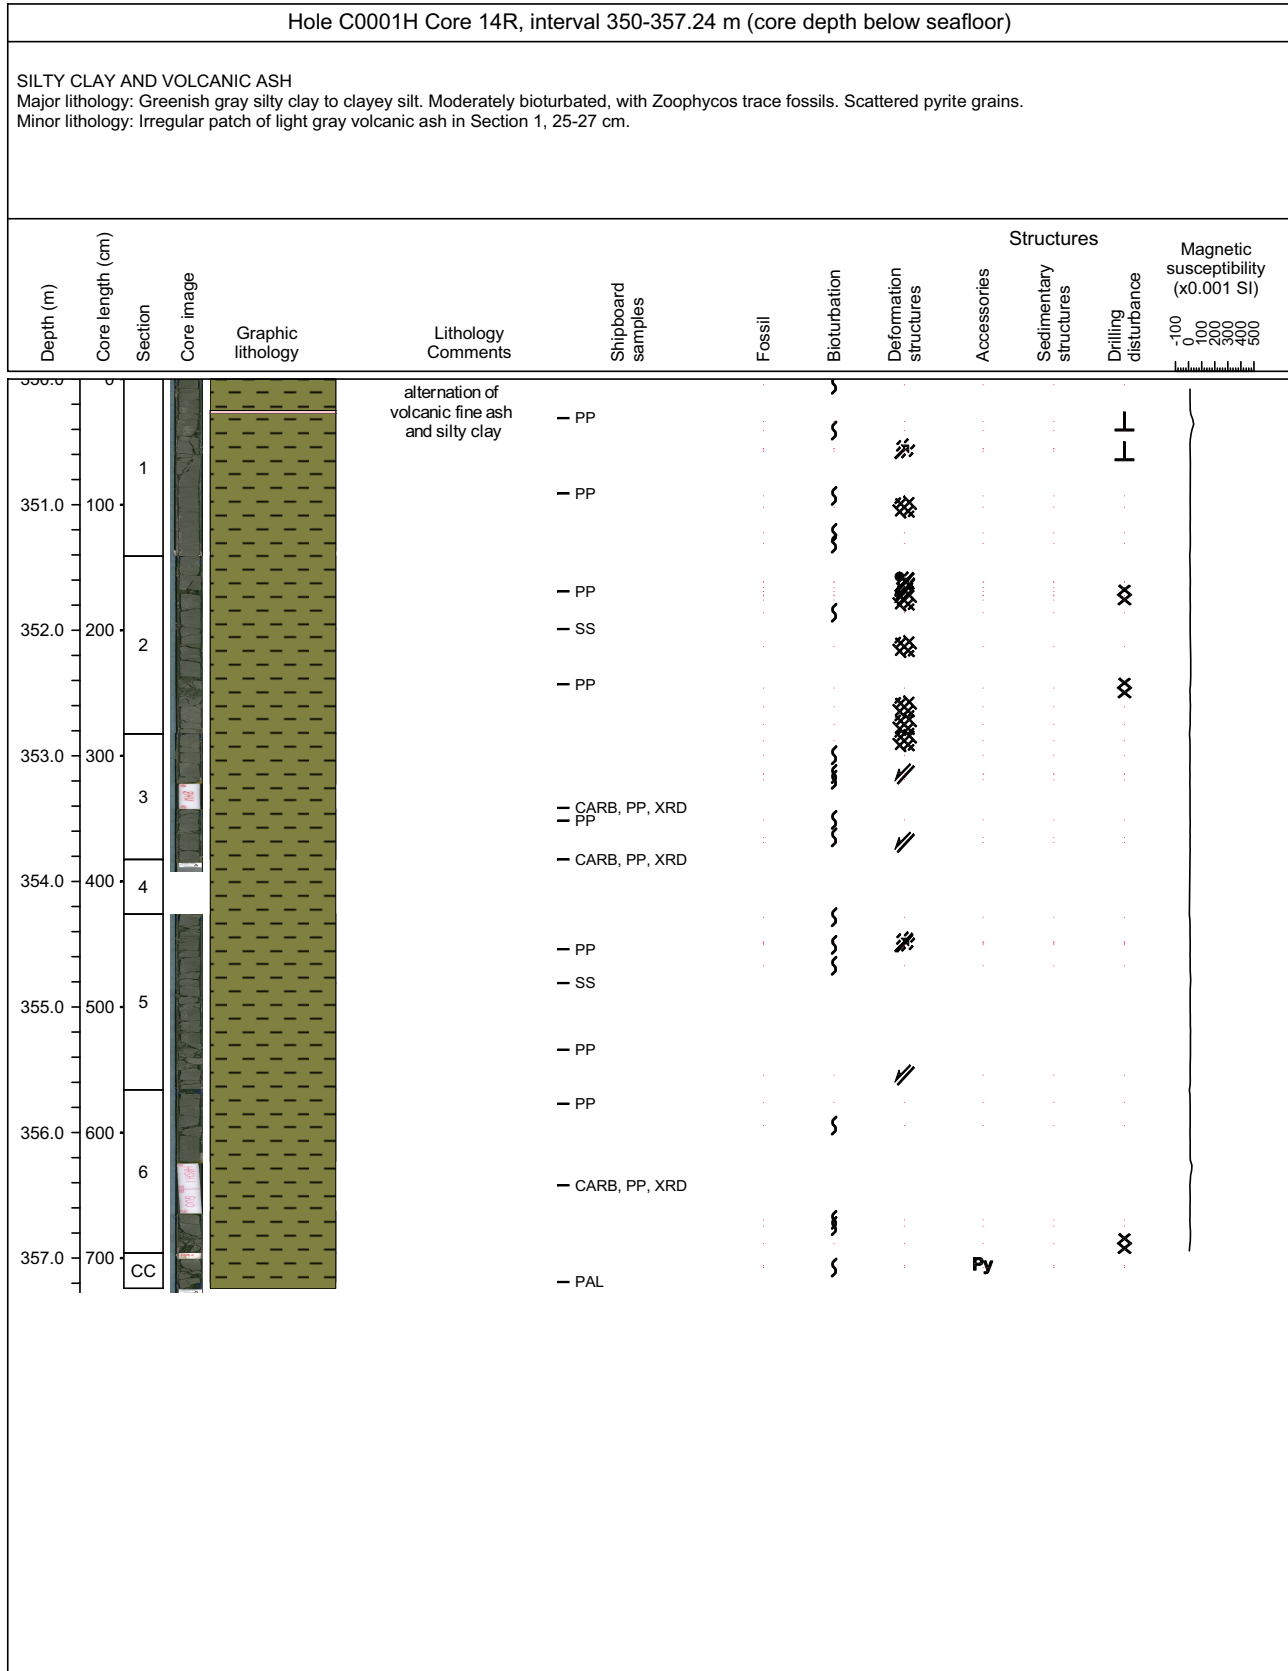 Hole C0001H Core 14R, interval 350-357.24 m (core depth below seafloor)
SILTY CLAY AND VOLCANIC ASH
Major lithology: Greenish gray silty clay to clayey silt. Moderately bioturbated, with Zoophycos trace fossils. Scattered pyrite grains.
Minor lithology: Irregular patch of light gray volcanic ash in Section 1, 25-27 cm.
Depth (m)
Core length (cm)
Section
Core image
Graphic
lithology
Lithology
Comments
Shipboard
samples
Fossil
Bioturbation
Deformation
structures
Structures
Accessories
Sedimentary
structures
Drilling
disturbance
Magnetic
susceptibility
(x0.001 SI)
-100
0
100
200
300
400
500
350.0 0
alternation of
volcanic fine ash
and silty clay
PP
1
PP
351.0 100
PP
352.0 200
SS
2
PP
353.0 300
3
CARB, PP, XRD
PP
CARB, PP, XRD
354.0 400
4
PP
SS
355.0 500
5
PP
PP
356.0 600
6
CARB, PP, XRD
357.0 700
CC
Py
PAL